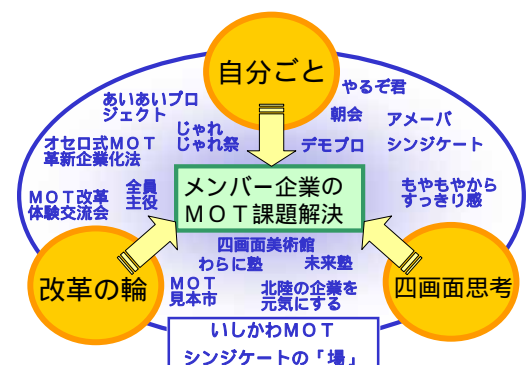 自分ごと
やるぞ君
あいあいプロ
ジェクト
朝会
アメーバ
じゃれ
じゃれ祭
デモプロ
シンジケート
オセロ式ＭＯＴ
革新企業化法
メンバー企業の
ＭＯＴ課題解決
ＭＯＴ改革
体験交流会
全員
主役
もやもやから
すっきり感
四画面美術館
わらに塾
未来塾
改革の輪
ＭＯＴ
見本市
北陸の企業を
元気にする
四画面思考
いしかわＭＯＴ
シンジケートの「場」